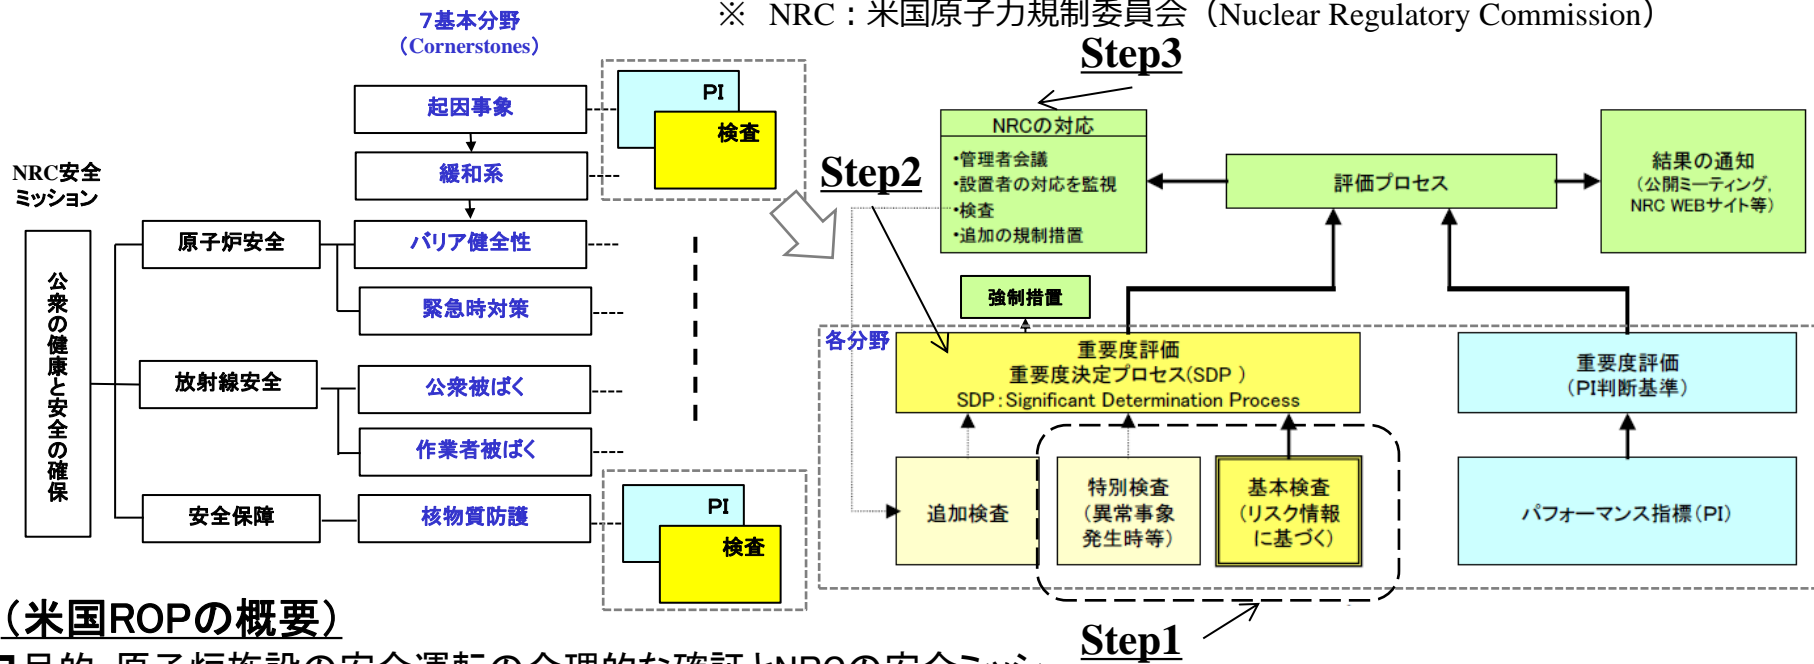 ※ NRC：米国原子力規制委員会（Nuclear Regulatory Commission）
7基本分野
（Cornerstones）
NRC安全
ミッション
公衆の健康と安全の確保
原子炉安全
放射線安全
安全保障
起因事象
緩和系
バリア健全性
緊急時対策
公衆被ばく
作業者被ばく
核物質防護
PI
検査
PI
検査
Step3
NRCの対応
・管理者会議
・設置者の対応を監視
・検査
・追加の規制措置
評価プロセス
結果の通知
（公開ミーティング,
NRC WEBサイト等）
Step2
強制措置
各分野
重要度評価
重要度決定プロセス(SDP )
SDP：Significant Determination Process
重要度評価
（PI判断基準）
追加検査
特別検査
（異常事象
発生時等）
基本検査
（リスク情報
に基づく）
パフォーマンス指標(PI)
Step1
（米国ROPの概要）